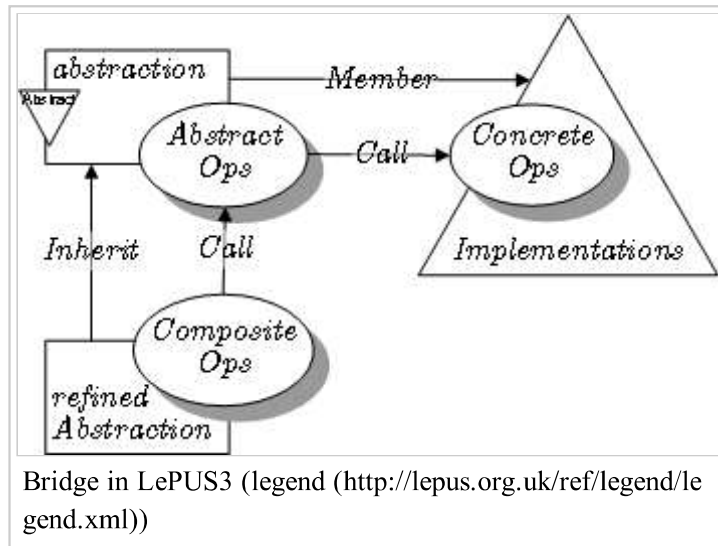 abstraction
Abstract
Member
Abstract
Ops
Call
Concrete
Ops
Inherit
Call
Implementations
Composite
Ops
refined
Abstraction
Bridge in LePUS3 (legend (http://lepus.org.uk/ref/legend/le
gend.xml))